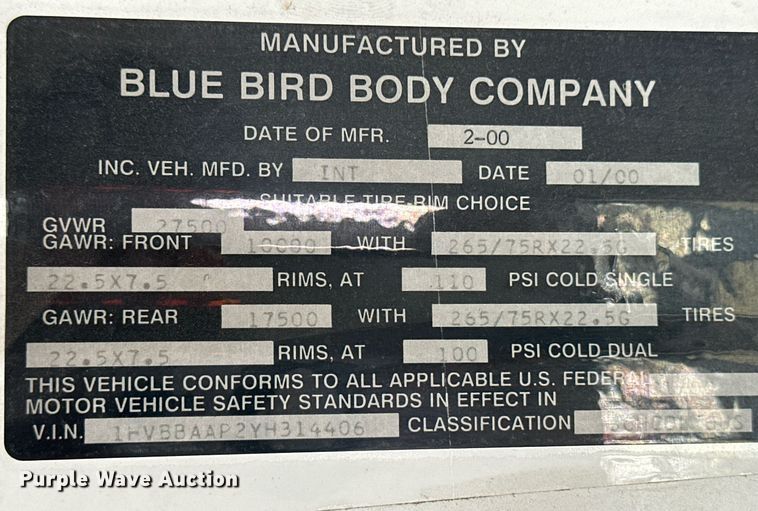 MANUFACTURED BY
BLUE BIRD BODY COMPANY
DATE OF MFR. 2-00
INC. VEH. MFD. BY INT DATE 01/00
SUITABLE TIRE-RIM CHOICE
GVWR 27500
GAWR: FRONT 10000 WITH 265/75RX22.5G TIRES
22.5X7.5 RIMS, AT 110 PSI COLD SINGLE
GAWR: REAR 17500 WITH 265/75RX22.5G TIRES
22.5X7.5 RIMS, AT 100 PSI COLD DUAL
THIS VEHICLE CONFORMS TO ALL APPLICABLE U.S. FEDERAL
MOTOR VEHICLE SAFETY STANDARDS IN EFFECT IN
V.I.N. 1HVBBAAP2YH314406 CLASSIFICATION
Purple Wave Auction